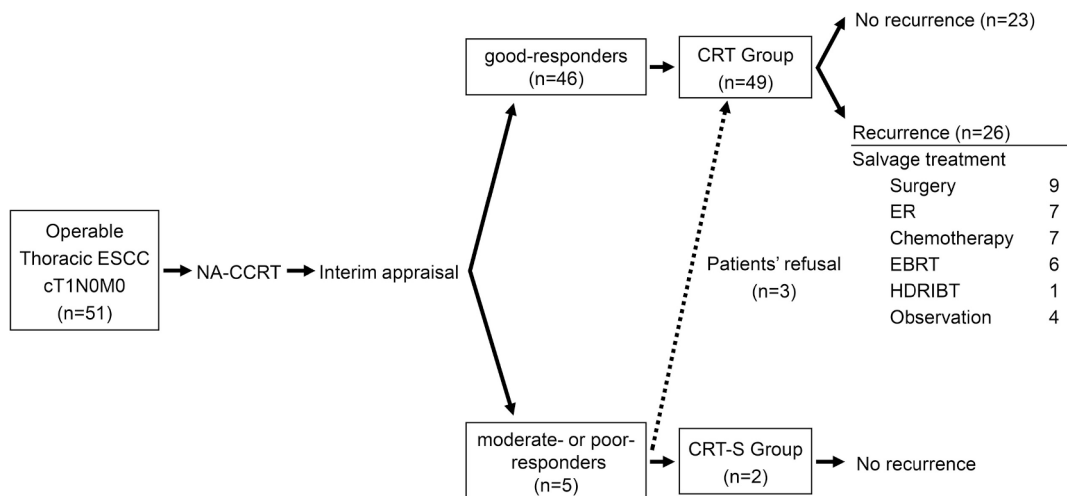 Operable
Thoracic ESCC
cT1N0M0
(n=51)
NA-CCRT
Interim appraisal
good-responders
(n=46)
CRT Group
(n=49)
No recurrence (n=23)
Recurrence (n=26)
Salvage treatment
Surgery 9
ER 7
Chemotherapy 7
EBRT 6
HDRIBT 1
Observation 4
Patients' refusal
(n=3)
moderate- or poor-
responders
(n=5)
CRT-S Group
(n=2)
No recurrence